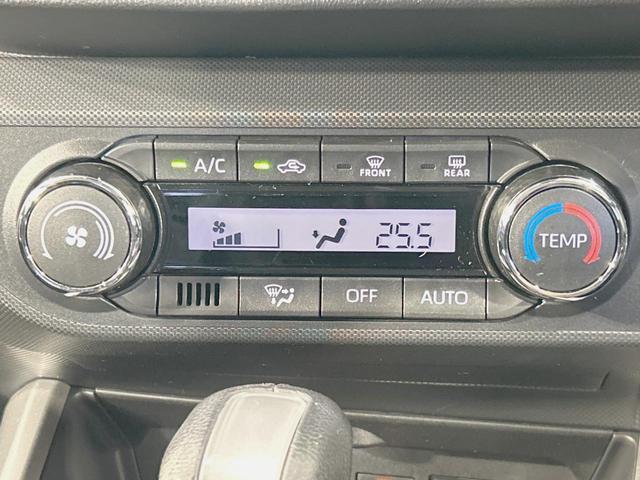 A/C
FRONT
REAR
25.5
TEMP
OFF
AUTO